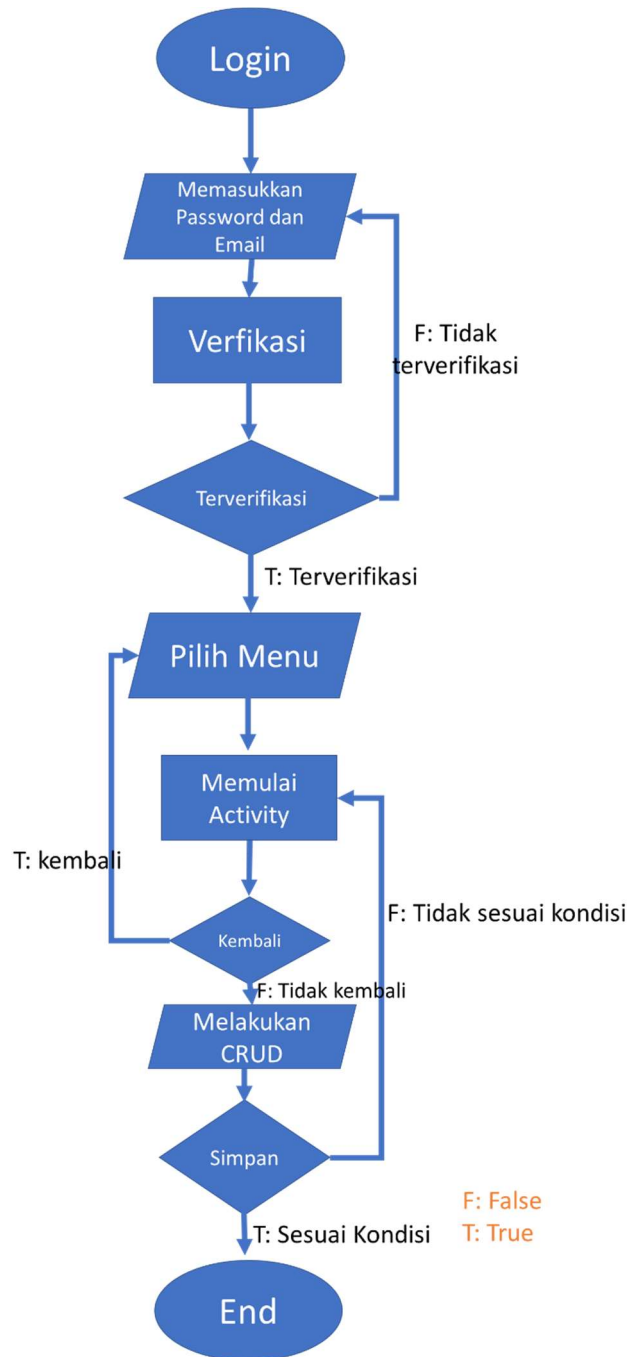 Login
Memasukkan
Password dan
Email
Verfikasi
F: Tidak
terverifikasi
Terverifikasi
T: Terverifikasi
Pilih Menu
Memulai
Activity
T: kembali
F: Tidak sesuai kondisi
Kembali
F: Tidak kembali
Melakukan
CRUD
Simpan
F: False
T: True
T: Sesuai Kondisi
End